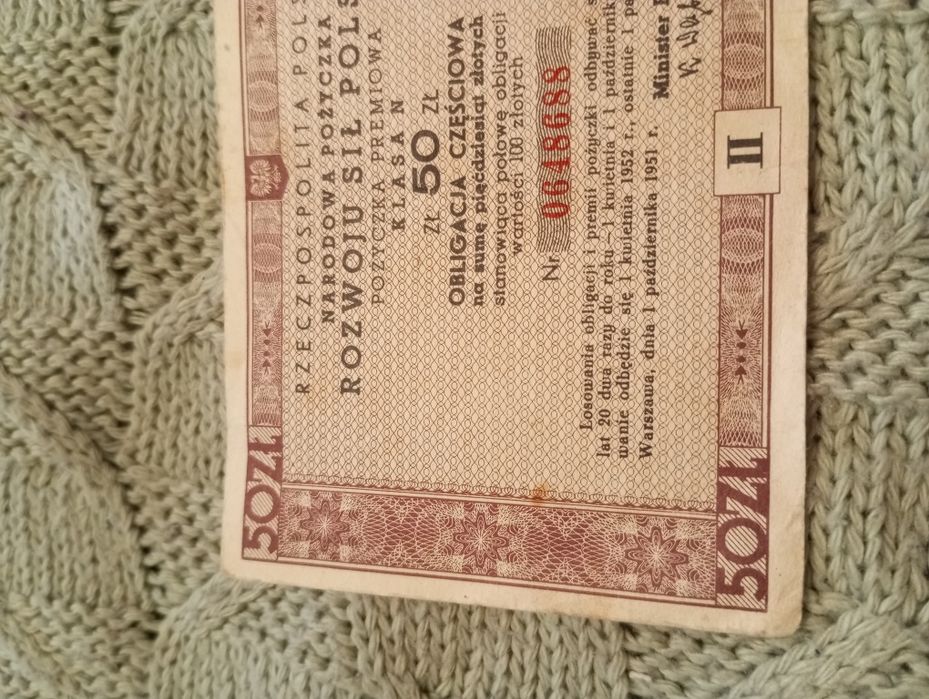 50 ZŁ
RZECZPOSPOLITA POLS
NARODOWA POŻYCZKA
ROZWOJU SIŁ POLS
POŻYCZKA PREMIOWA
KLASA N
ZŁ 50 ZŁ
OBLIGACJA CZĘŚCIOWA
na sumę pięćdziesiąt złotych
stanowiąca połowę obligacji
wartości 100 złotych
Nr. 0648688
Losowania obligacji i premii pożyczki odbywać s
lat 20 dwa razy do roku – 1 kwietnia i 1 październik
wanie odbędzie się 1 kwietnia 1952 r., ostatnie 1 pa
Warszawa, dnia 1 października 1951 r.
Minister
50 ZŁ
II